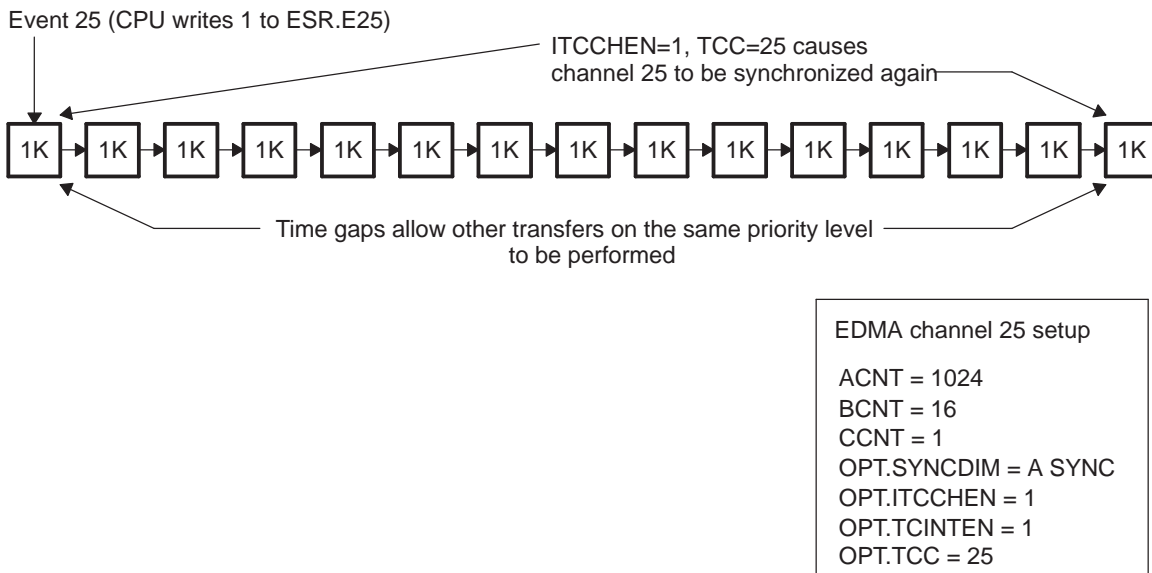 Event 25 (CPU writes 1 to ESR.E25)
ITCCHEN=1, TCC=25 causes
channel 25 to be synchronized again
1K 1K 1K 1K 1K 1K 1K 1K 1K 1K 1K 1K 1K 1K 1K
Time gaps allow other transfers on the same priority level
to be performed
EDMA channel 25 setup
ACNT = 1024
BCNT = 16
CCNT = 1
OPT.SYNCDIM = A SYNC
OPT.ITCCHEN = 1
OPT.TCINTEN = 1
OPT.TCC = 25